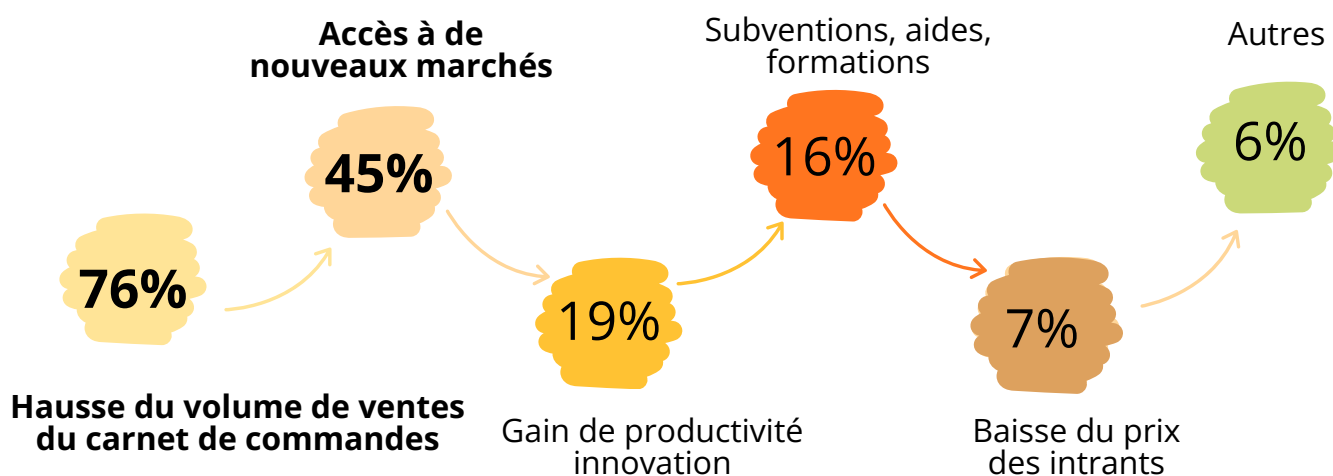 76%
Hausse du volume de ventes
du carnet de commandes
Accès à de
nouveaux marchés
45%
19%
Gain de productivité
innovation
Subventions, aides,
formations
16%
7%
Baisse du prix
des intrants
Autres
6%